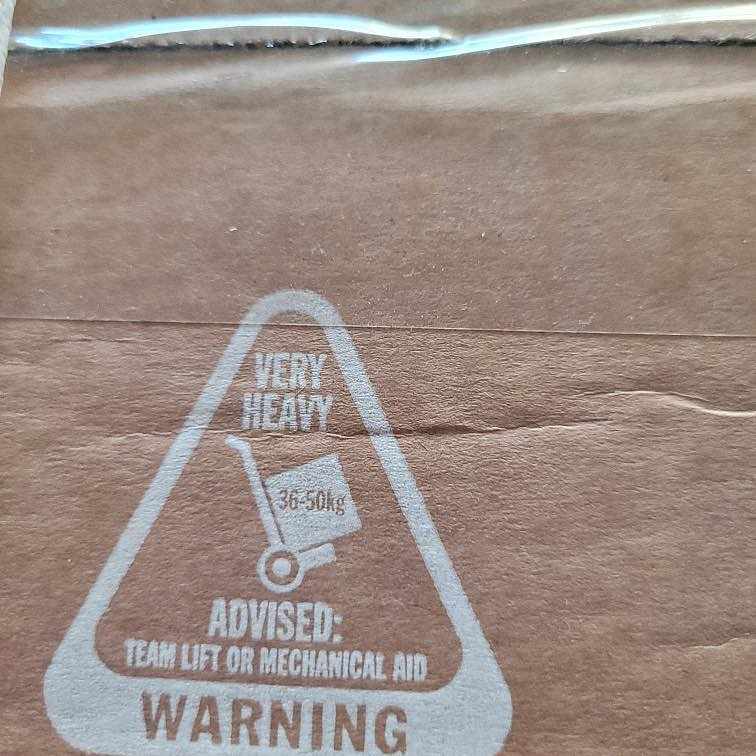 VERY
HEAVY
36-50kg
ADVISED:
TEAM LIFT OR MECHANICAL AID
WARNING